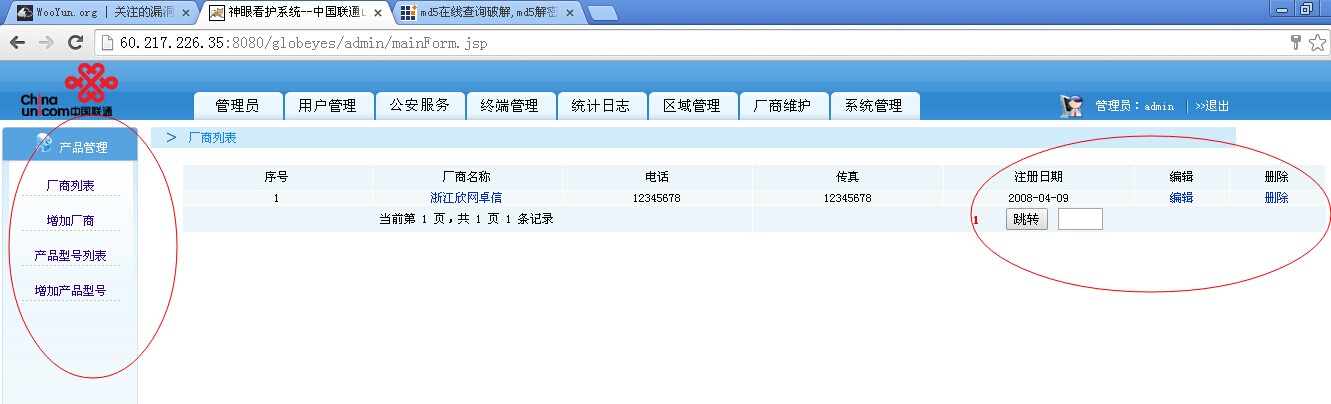 WooYun.org | 关注的漏洞 神眼看护系统--中国联通 md5在线查询破解,md5解密
60.217.226.35:8080/globeyes/admin/mainForm.jsp
China unicom中国联通
管理员 用户管理 公安服务 终端管理 统计日志 区域管理 厂商维护 系统管理
管理员：admin | >>退出
产品管理
厂商列表
增加厂商
产品型号列表
增加产品型号
> 厂商列表
序号 厂商名称 电话 传真 注册日期 编辑 删除
1 浙江欣网卓信 12345678 12345678 2008-04-09 编辑 删除
当前第 1 页,共 1 页 1 条记录 1 跳转